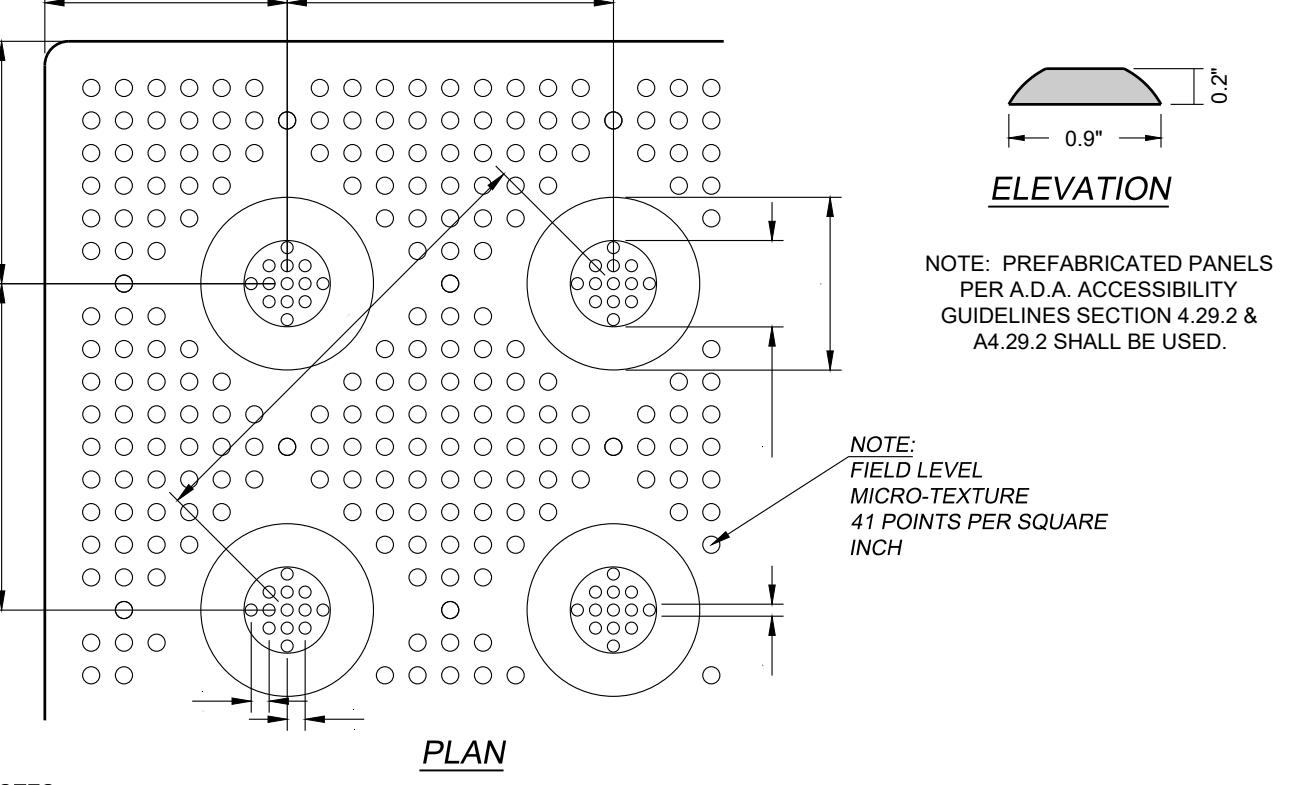 0.2"
0.9"
ELEVATION
NOTE: PREFABRICATED PANELS
PER A.D.A. ACCESSIBILITY
GUIDELINES SECTION 4.29.2 &
A4.29.2 SHALL BE USED.
NOTE:
FIELD LEVEL
MICRO-TEXTURE
41 POINTS PER SQUARE
INCH
PLAN